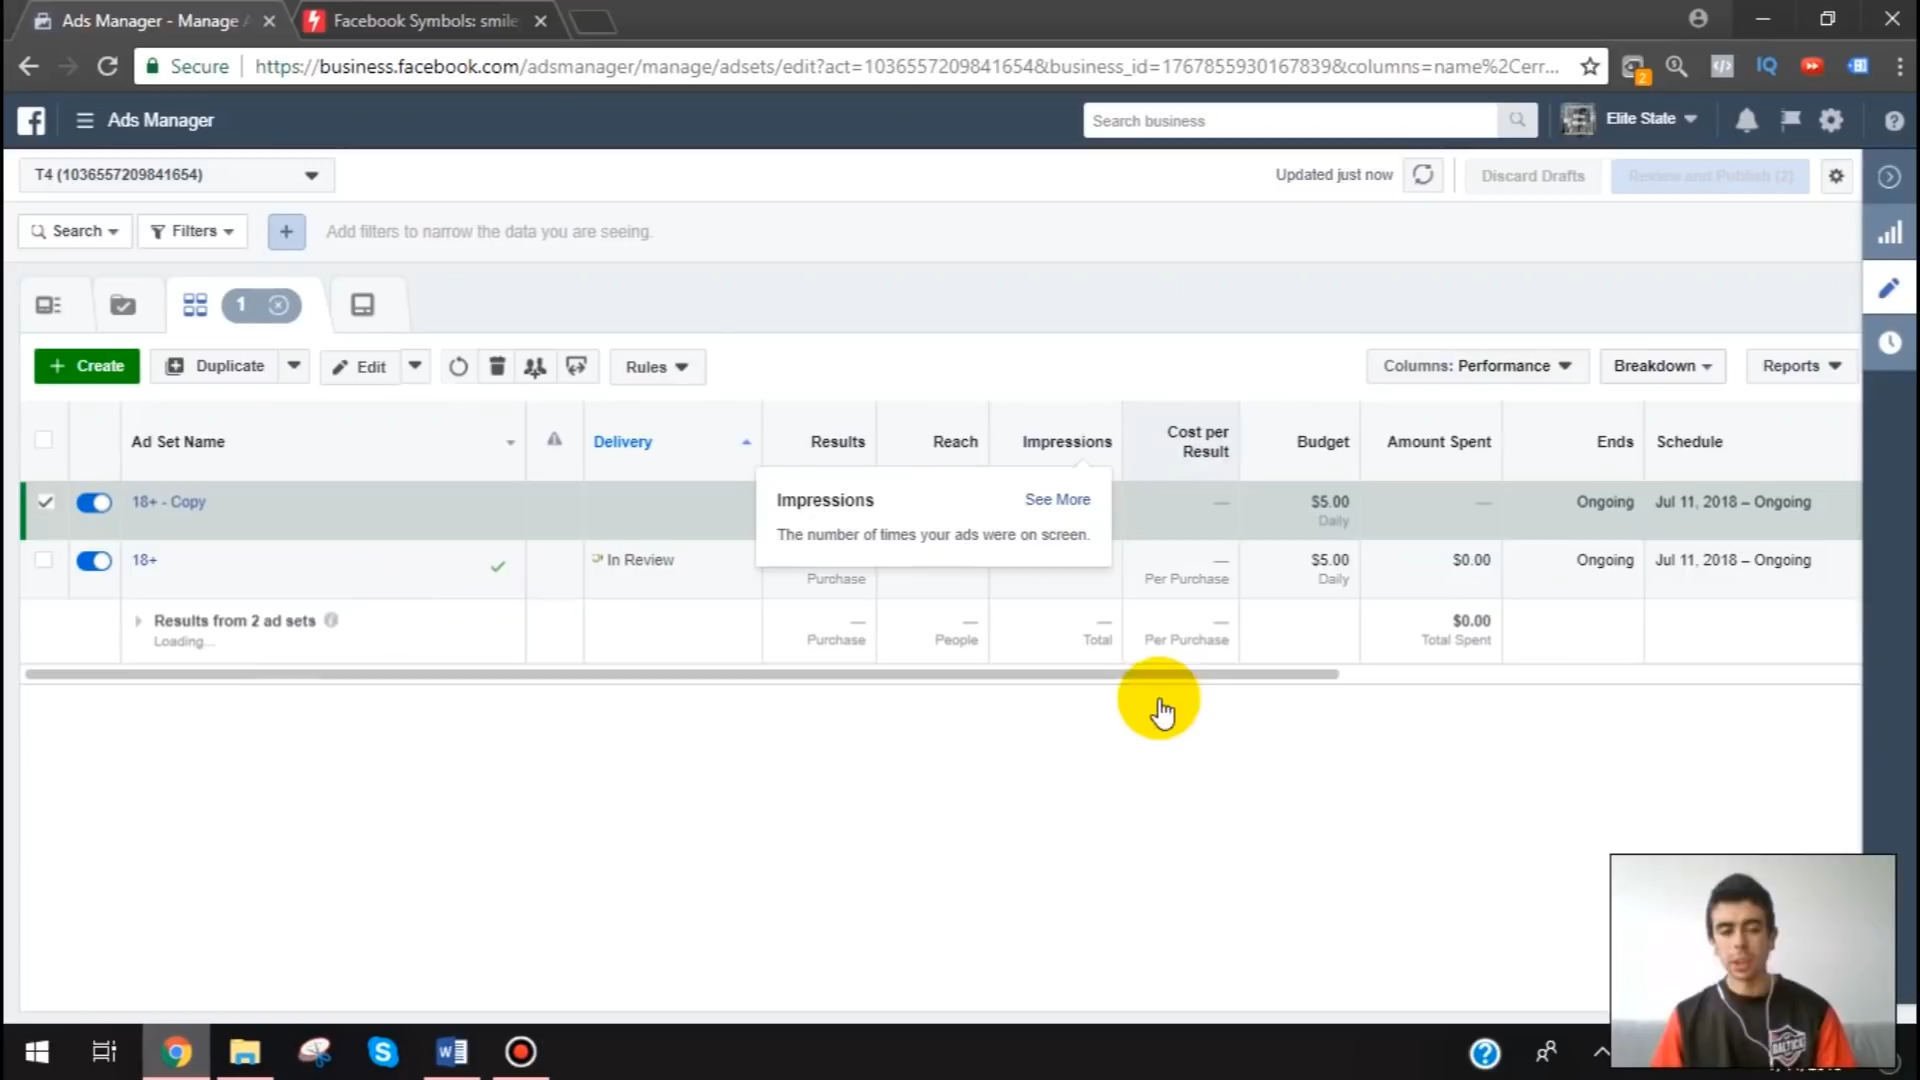 Ads Manager - Manage A
Facebook Symbols: smile
Secure
https://business.facebook.com/adsmanager/manage/adsets/edit?act=1036557209841654&business_id=1767855930167839&columns=name%2Cerr...
2
IQ
Ads Manager
Search business
Elite State
T4 (1036557209841654)
Updated just now
Discard Drafts
Review and Publish (2)
Search
Filters
Add filters to narrow the data you are seeing.
1
Create
Duplicate
Edit
Rules
Columns: Performance
Breakdown
Reports
Ad Set Name
Delivery
Results
Reach
Impressions
Cost per
Result
Budget
Amount Spent
Ends
Schedule
18+ - Copy
Impressions
See More
The number of times your ads were on screen.
—
$5.00
Daily
—
Ongoing
Jul 11, 2018 – Ongoing
18+
In Review
Purchase
—
Per Purchase
$5.00
Daily
$0.00
Ongoing
Jul 11, 2018 – Ongoing
Results from 2 ad sets
Loading...
—
Purchase
—
People
—
Total
—
Per Purchase
$0.00
Total Spent
BALTICA